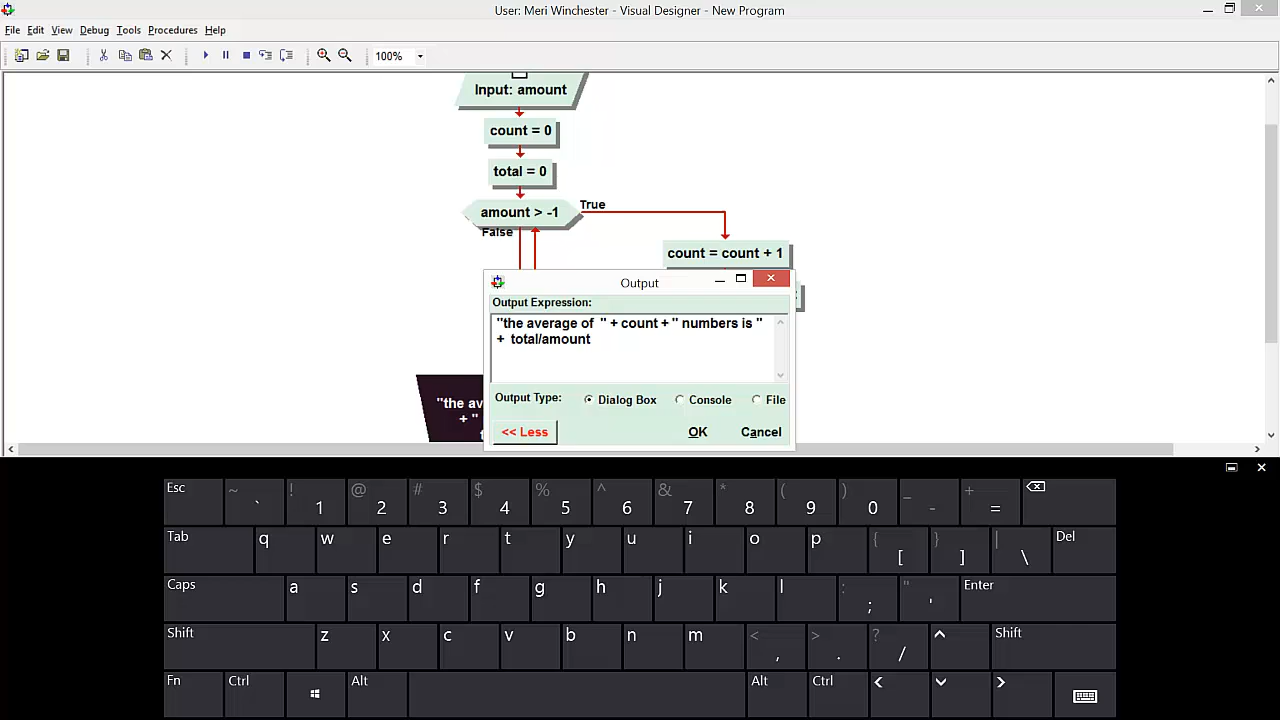 User: Meri Winchester - Visual Designer - New Program
File Edit View Debug Tools Procedures Help
100%
Input: amount
count = 0
total = 0
amount > -1
True
False
count = count + 1
Output
Output Expression:
"the average of  " + count + " numbers is "
+  total/amount
Output Type:
Dialog Box
Console
File
<< Less
OK
Cancel
"the av
+ "
Esc ~ ` ! 1 @ 2 # 3 $ 4 % 5 ^ 6 & 7 * 8 ( 9 ) 0 _ - + =
Tab q w e r t y u i o p { [ } ] | \ Del
Caps a s d f g h j k l : ; " ' Enter
Shift z x c v b n m < , > . ? / Shift
Fn Ctrl Alt Alt Ctrl